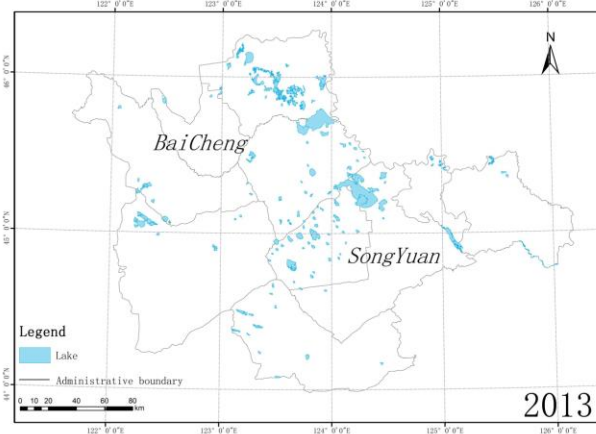 122° 0′0″E 123° 0′0″E 124° 0′0″E 125° 0′0″E 126° 0′0″E
N
46° 0′0″N
BaiCheng
45° 0′0″N
SongYuan
Legend
Lake
Administrative boundary
44° 0′0″N
0 10 20 40 60 80
km
2013
122° 0′0″E 123° 0′0″E 124° 0′0″E 125° 0′0″E 126° 0′0″E